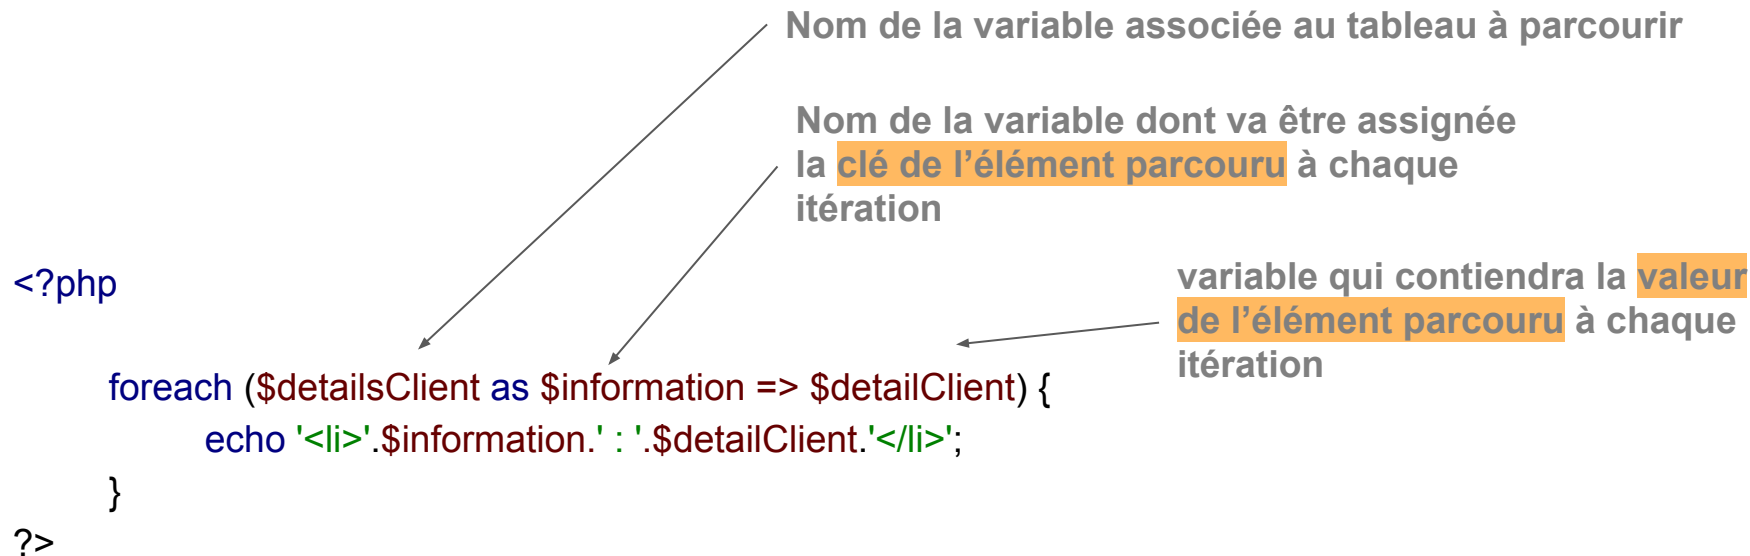 Nom de la variable associée au tableau à parcourir
Nom de la variable dont va être assignée
la clé de l’élément parcouru à chaque
itération
variable qui contiendra la valeur
de l’élément parcouru à chaque
itération
<?php
foreach ($detailsClient as $information => $detailClient) {
echo '<li>'.$information.' : '.$detailClient.'</li>';
}
?>